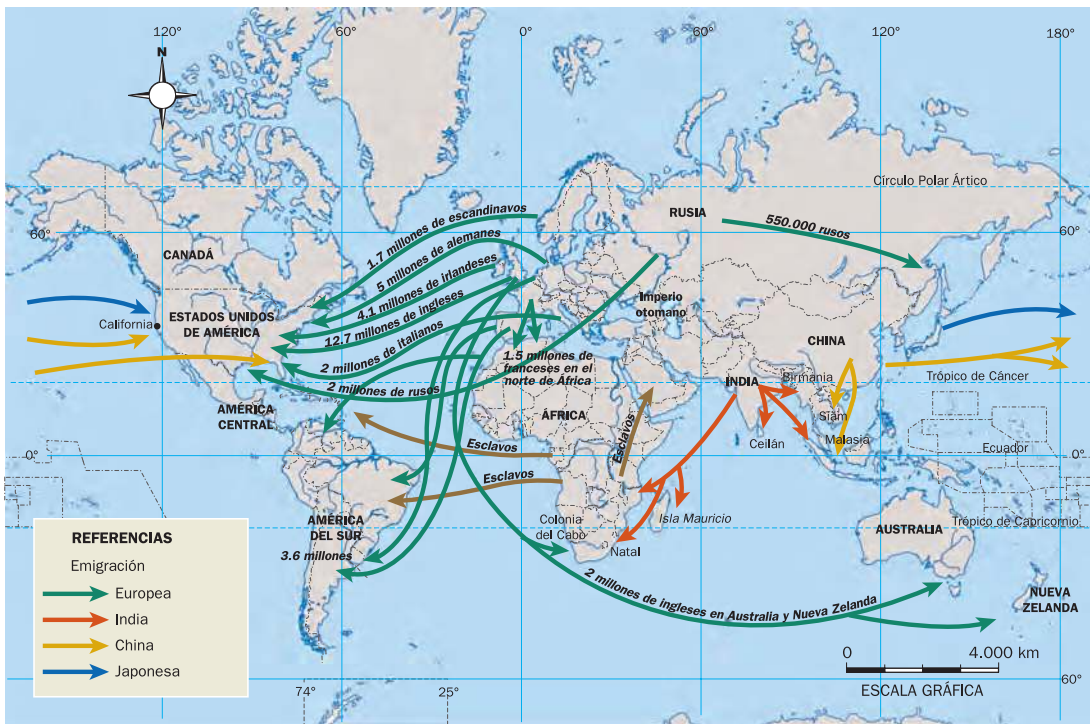 120°
60°
0°
60°
120°
180°
N
Círculo Polar Ártico
RUSIA
550.000 rusos
60°
60°
CANADÁ
1.7 millones de escandinavos
5 millones de alemanes
4.1 millones de irlandeses
12.7 millones de ingleses
2 millones de italianos
2 millones de rusos
California
ESTADOS UNIDOS
DE AMÉRICA
Imperio
otomano
CHINA
1.5 millones de
franceses en el
norte de África
INDIA
Birmania
Trópico de Cáncer
AMÉRICA
CENTRAL
ÁFRICA
Siam
Ceilán
Malasia
Ecuador
Esclavos
Esclavos
Esclavos
0°
0°
AMÉRICA
DEL SUR
Colonia
del Cabo
Isla Mauricio
Natal
AUSTRALIA
Trópico de Capricornio
3.6 millones
2 millones de ingleses en Australia y Nueva Zelanda
NUEVA
ZELANDA
REFERENCIAS
Emigración
Europea
India
China
Japonesa
0
4.000 km
ESCALA GRÁFICA
74°
25°
60°